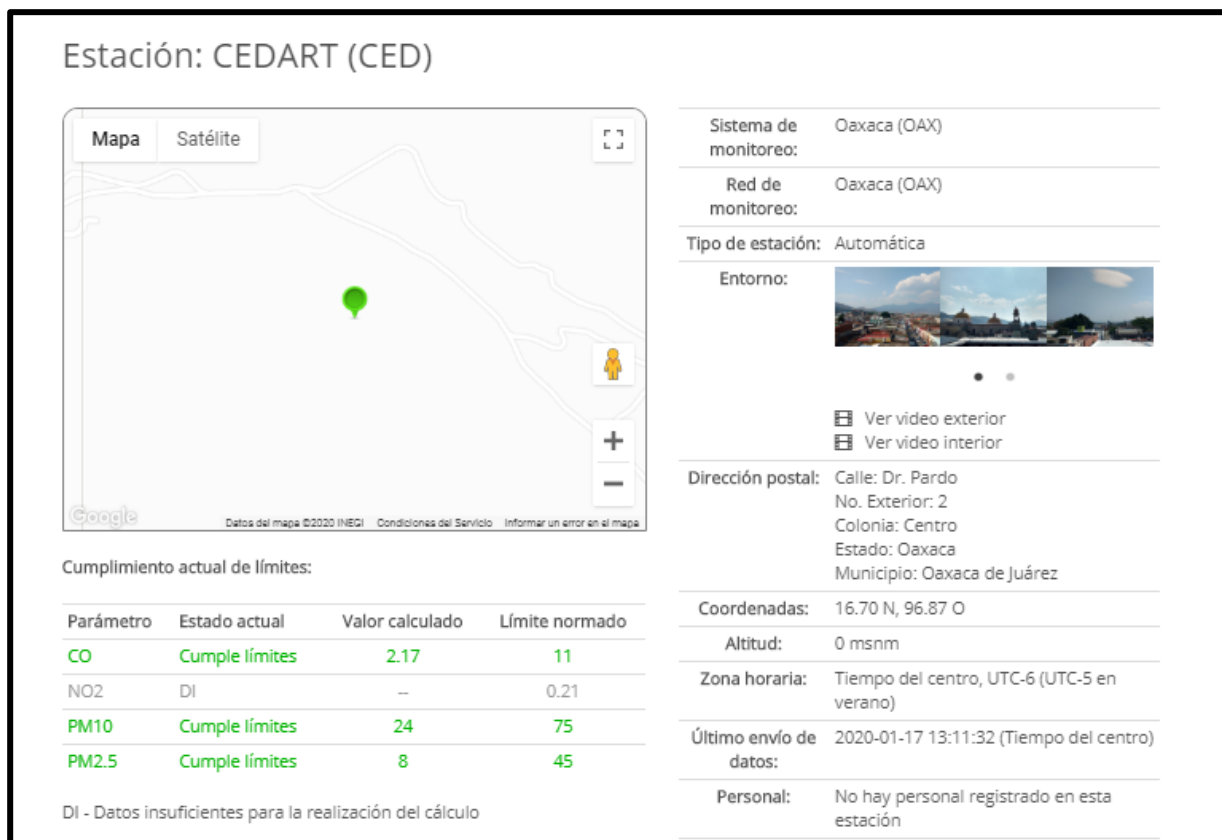 Estación: CEDART (CED)
Mapa Satélite
Google
Datos del mapa ©2020 INEGI Condiciones del Servicio Informar un error en el mapa
Cumplimiento actual de límites:
Parámetro Estado actual Valor calculado Límite normado
CO Cumple límites 2.17 11
NO2 DI -- 0.21
PM10 Cumple límites 24 75
PM2.5 Cumple límites 8 45
DI - Datos insuficientes para la realización del cálculo
Sistema de Oaxaca (OAX)
monitoreo:
Red de Oaxaca (OAX)
monitoreo:
Tipo de estación: Automática
Entorno:
Ver video exterior
Ver video interior
Dirección postal: Calle: Dr. Pardo
No. Exterior: 2
Colonia: Centro
Estado: Oaxaca
Municipio: Oaxaca de Juárez
Coordenadas: 16.70 N, 96.87 O
Altitud: 0 msnm
Zona horaria: Tiempo del centro, UTC-6 (UTC-5 en
verano)
Último envío de 2020-01-17 13:11:32 (Tiempo del centro)
datos:
Personal: No hay personal registrado en esta
estación